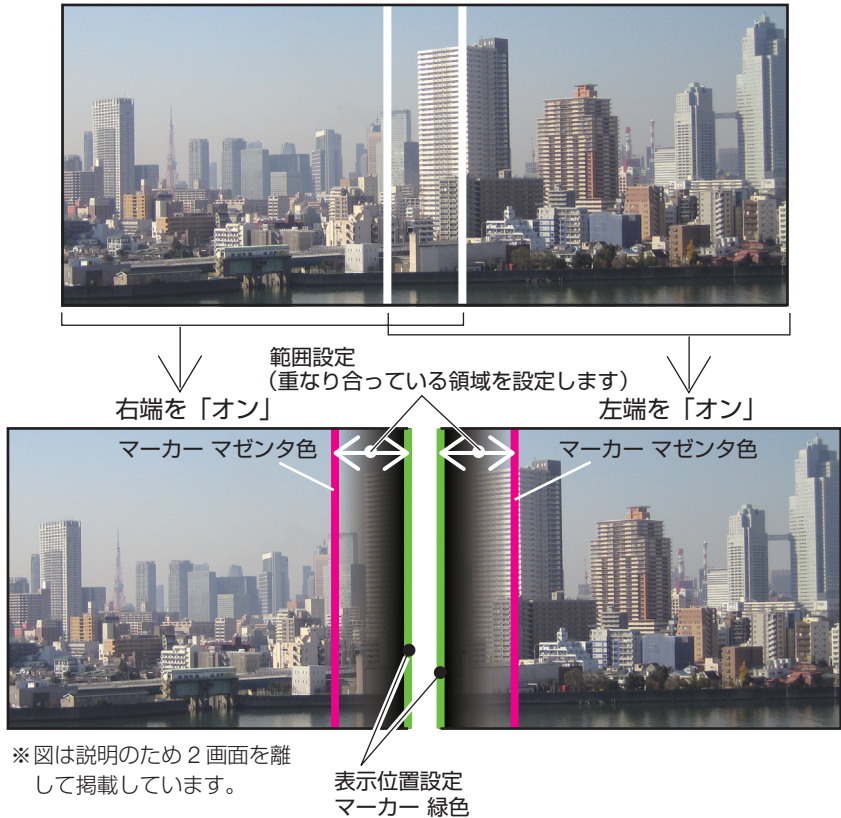 範囲設定
（重なり合っている領域を設定します）
右端を「オン」
左端を「オン」
マーカー マゼンタ色
マーカー マゼンタ色
※図は説明のため 2 画面を離
して掲載しています。
表示位置設定
マーカー 緑色